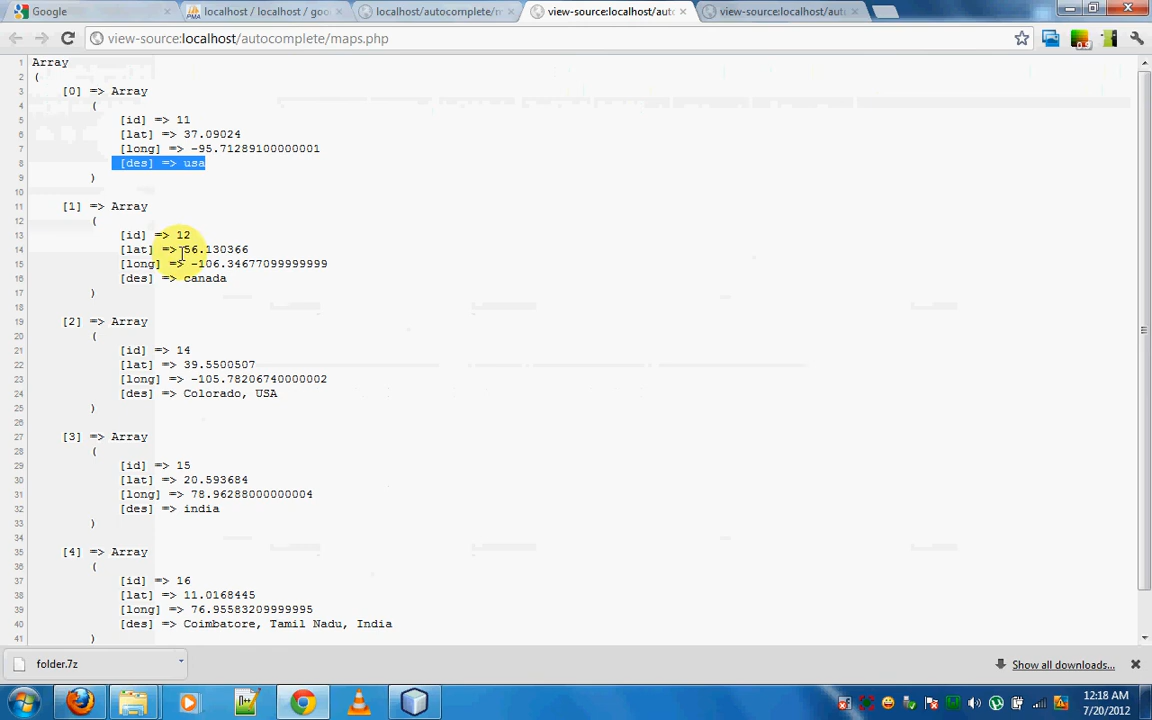 Google
localhost / localhost / goo
localhost/autocomplete/m
view-source:localhost/aut
view-source:localhost/aut
view-source:localhost/autocomplete/maps.php
1 Array
2 (
3 [0] => Array
4 (
5 [id] => 11
6 [lat] => 37.09024
7 [long] => -95.71289100000001
8 [des] => usa
9 )
10
11 [1] => Array
12 (
13 [id] => 12
14 [lat] => 56.130366
15 [long] => -106.34677099999999
16 [des] => canada
17 )
18
19 [2] => Array
20 (
21 [id] => 14
22 [lat] => 39.5500507
23 [long] => -105.78206740000002
24 [des] => Colorado, USA
25 )
26
27 [3] => Array
28 (
29 [id] => 15
30 [lat] => 20.593684
31 [long] => 78.96288000000004
32 [des] => india
33 )
34
35 [4] => Array
36 (
37 [id] => 16
38 [lat] => 11.0168445
39 [long] => 76.95583209999995
40 [des] => Coimbatore, Tamil Nadu, India
41 )
folder.7z
Show all downloads...
12:18 AM
7/20/2012